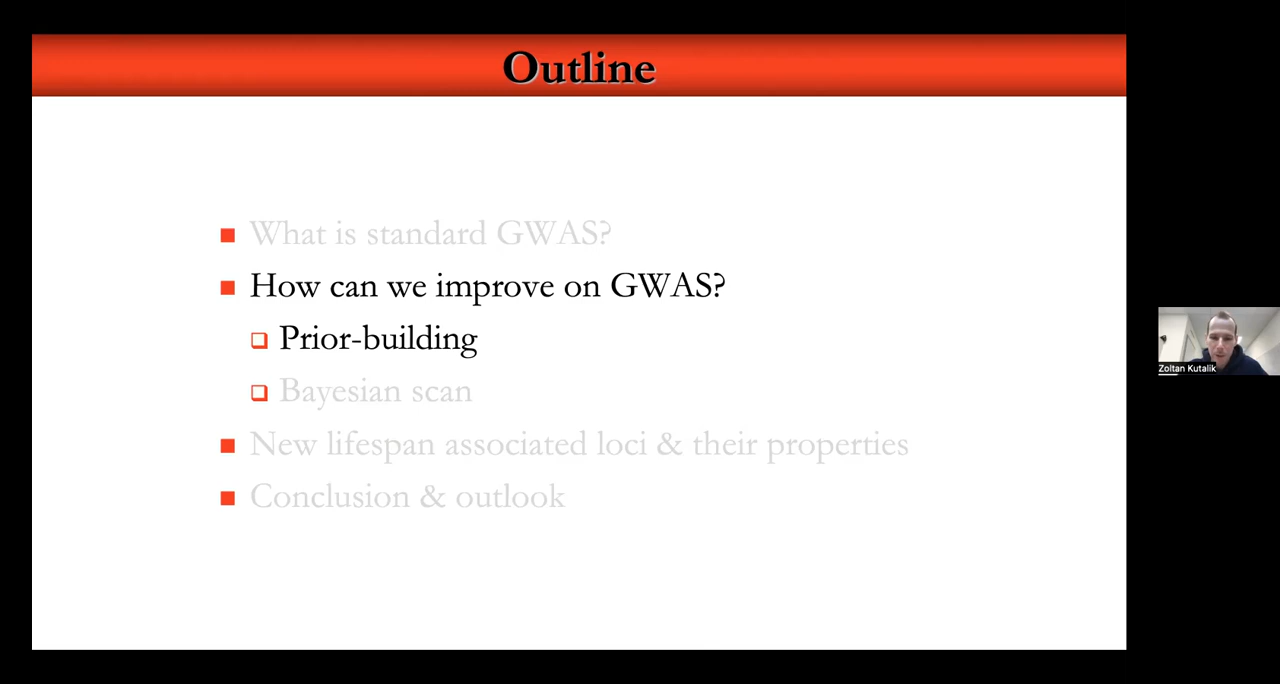 Outline
What is standard GWAS?
How can we improve on GWAS?
Prior-building
Bayesian scan
New lifespan associated loci & their properties
Conclusion & outlook
Zoltan Kutalik